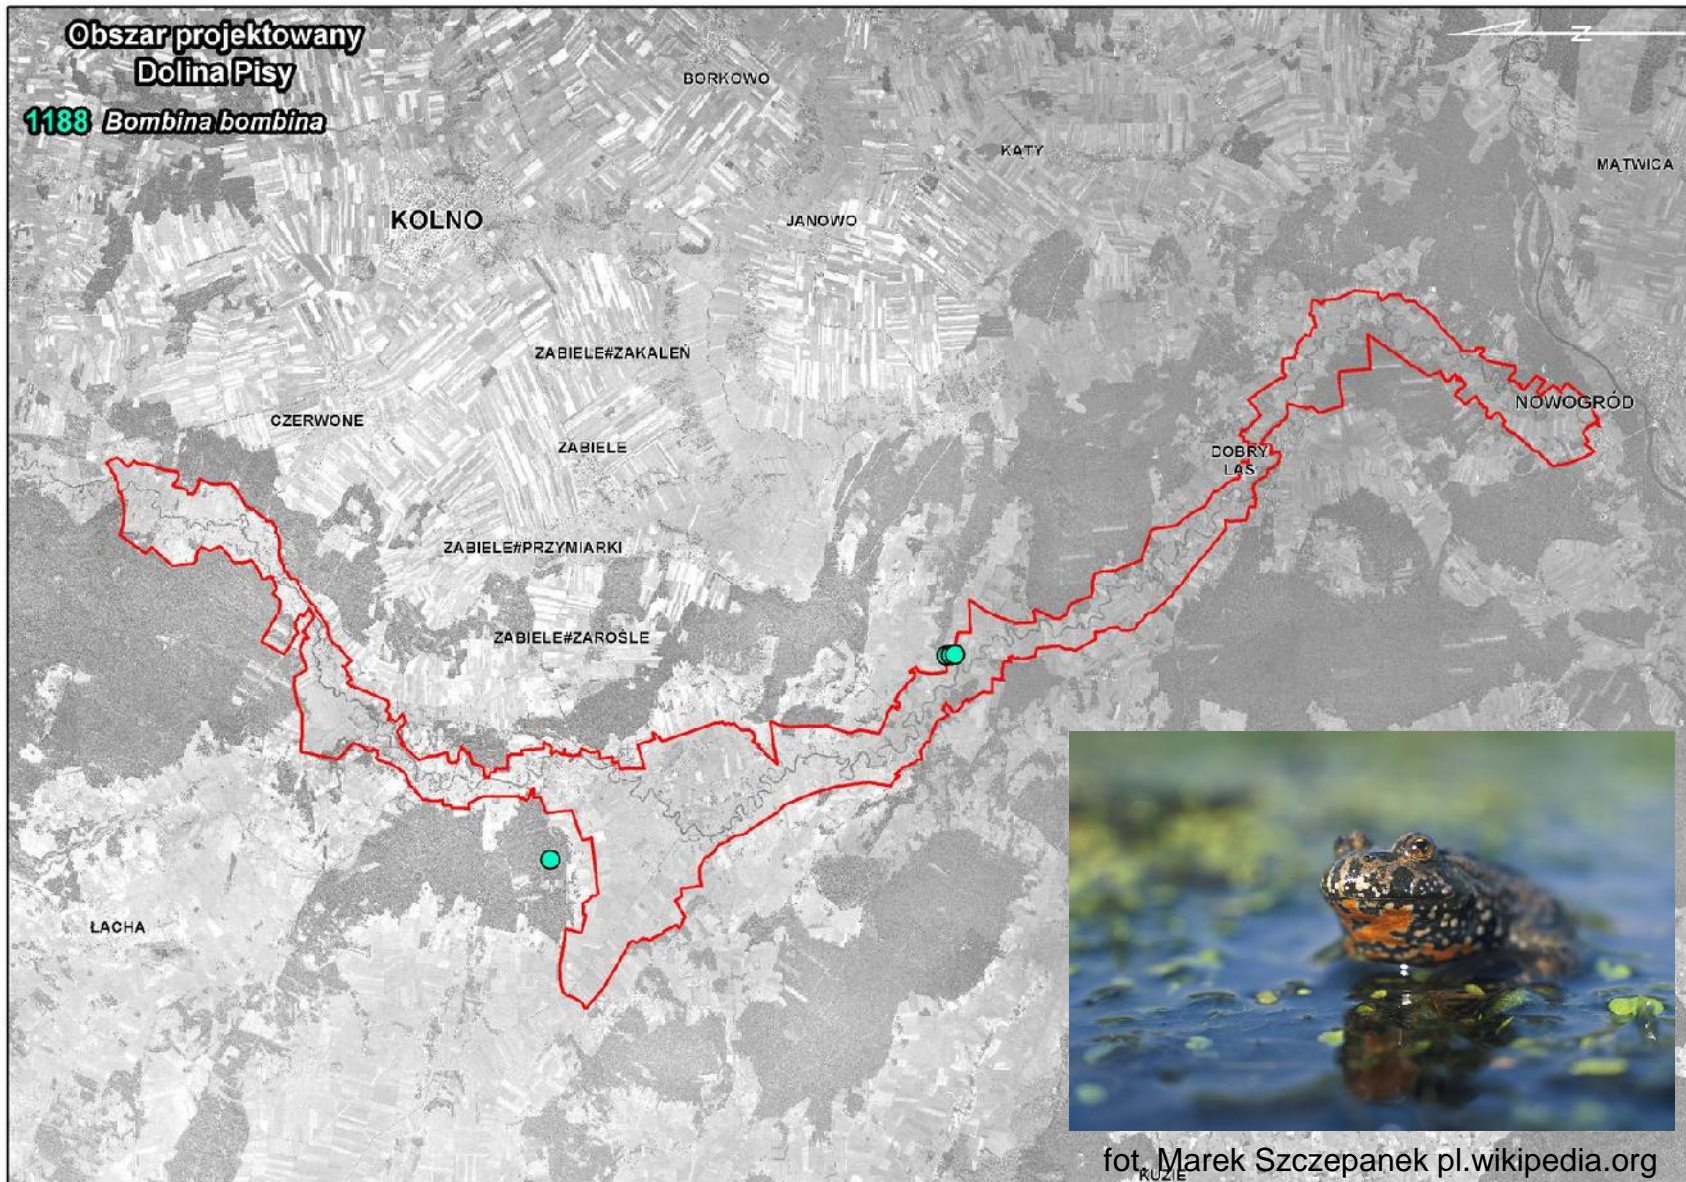 Obszar projektowany
Dolina Pisy
1188 Bombina bombina
Z
BORKOWO
KĄTY
MĄTWICA
KOLNO
JANOWO
ZABIELE#ZAKALEŃ
CZERWONE
NOWOGRÓD
ZABIELE
DOBRY
LAS
ZABIELE#PRZYMIARKI
ZABIELE#ZAROŚLE
ŁACHA
fot. Marek Szczepanek pl.wikipedia.org
KUZIE